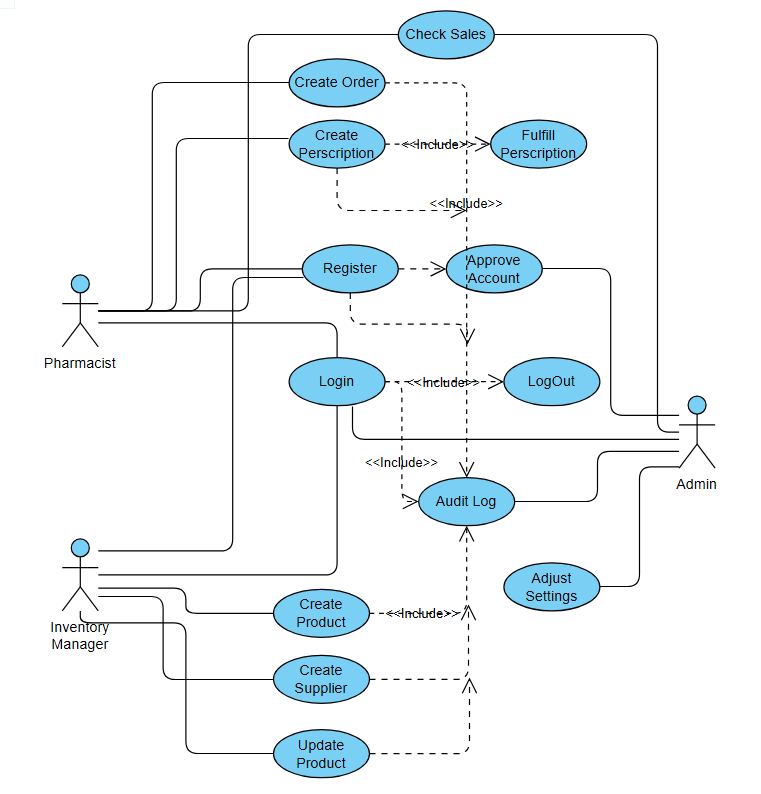 Check Sales
Create Order
Create
Perscription
<<Include>>
Fulfill
Perscription
<<Include>>
Register
Approve
Account
Pharmacist
Login
<<Include>>
LogOut
<<Include>>
Admin
Audit Log
Adjust
Settings
Create
Product
<<Include>>
Inventory
Manager
Create
Supplier
Update
Product